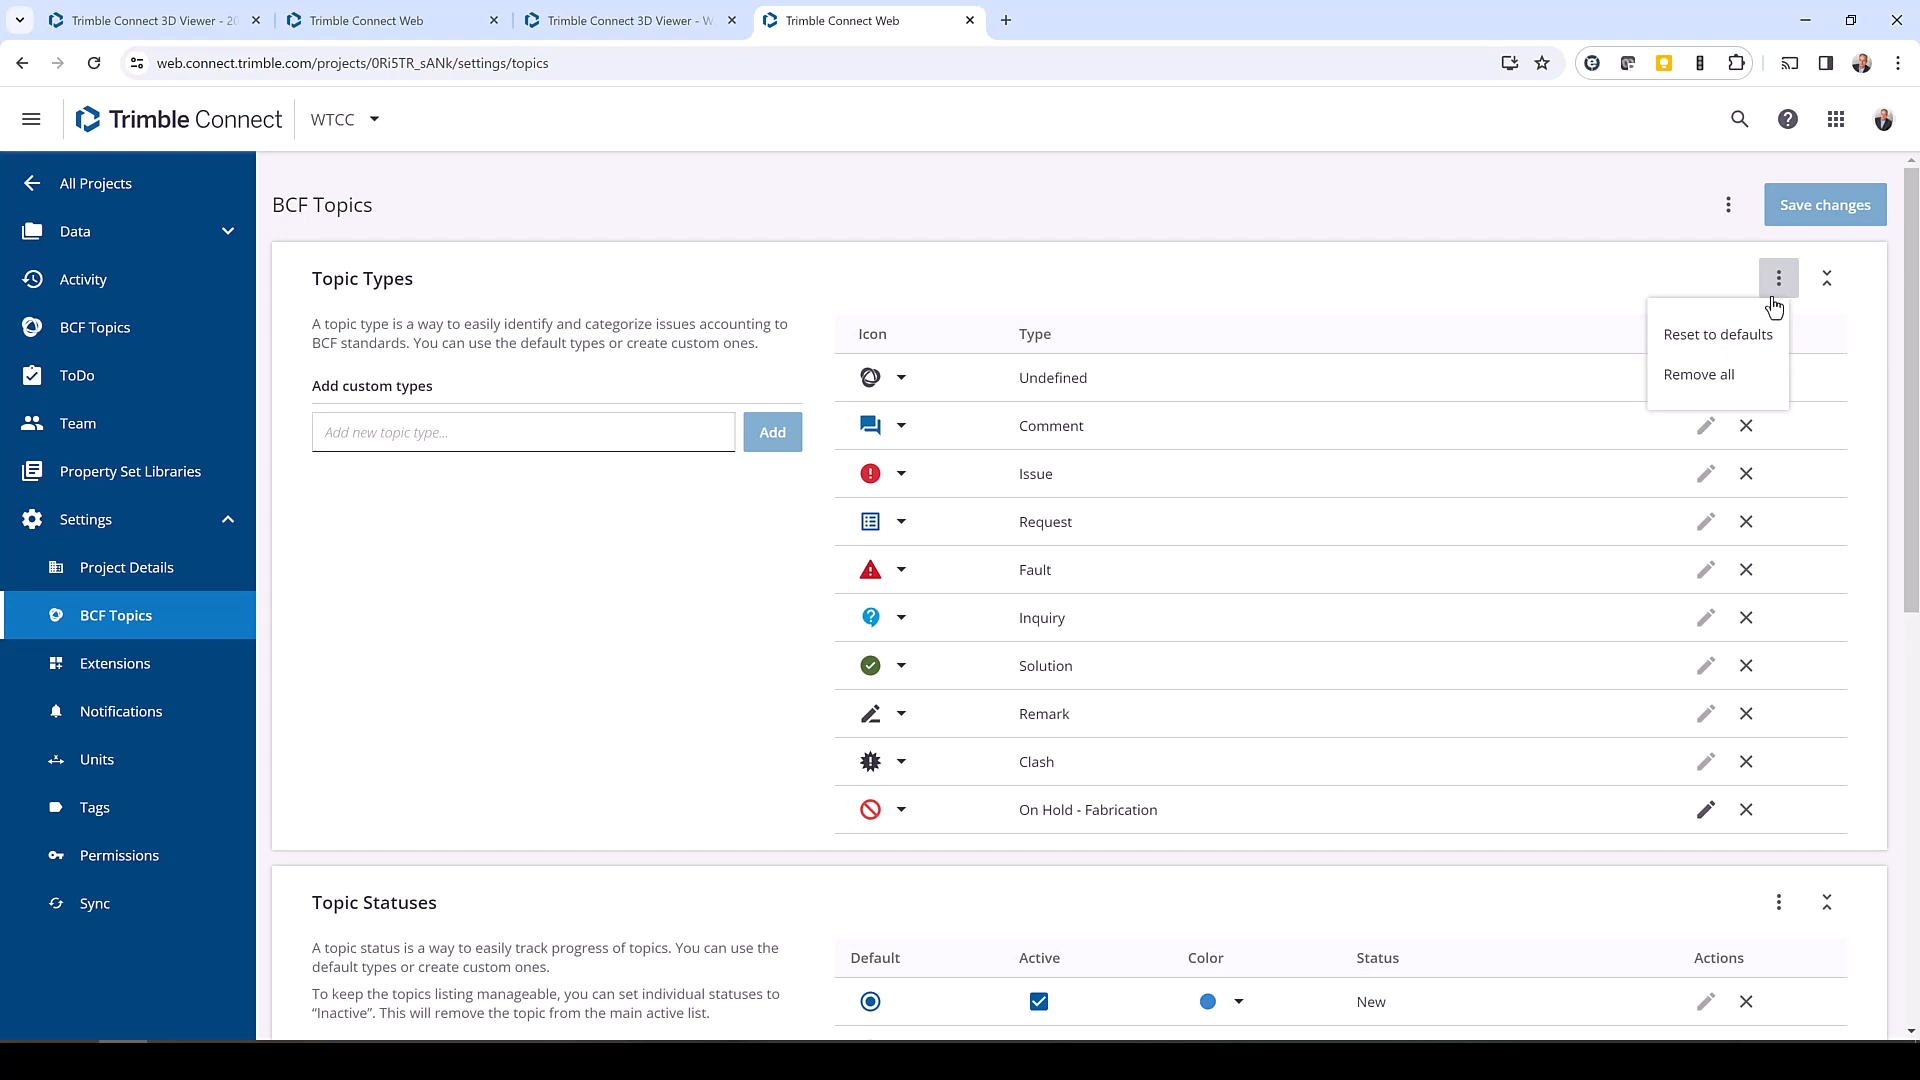 Trimble Connect 3D Viewer - 20
Trimble Connect Web
Trimble Connect 3D Viewer - W
Trimble Connect Web
web.connect.trimble.com/projects/0Ri5TR_sANk/settings/topics
Trimble Connect
WTCC
All Projects
Data
Activity
BCF Topics
ToDo
Team
Property Set Libraries
Settings
Project Details
BCF Topics
Extensions
Notifications
Units
Tags
Permissions
Sync
BCF Topics
Save changes
Topic Types
A topic type is a way to easily identify and categorize issues accounting to
BCF standards. You can use the default types or create custom ones.
Add custom types
Add new topic type...
Add
Icon
Type
Reset to defaults
Remove all
Undefined
Comment
Issue
Request
Fault
Inquiry
Solution
Remark
Clash
On Hold - Fabrication
Topic Statuses
A topic status is a way to easily track progress of topics. You can use the
default types or create custom ones.
To keep the topics listing manageable, you can set individual statuses to
“Inactive”. This will remove the topic from the main active list.
Default
Active
Color
Status
Actions
New